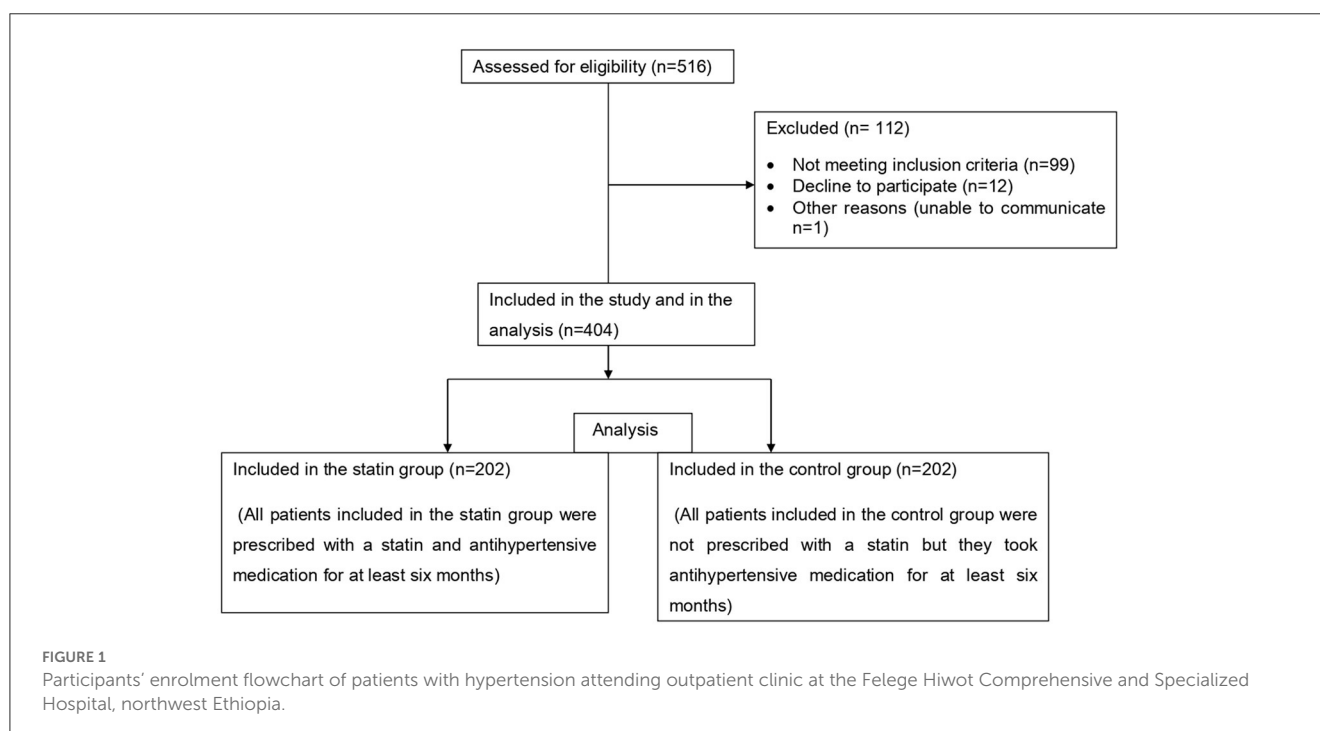 Assessed for eligibility (n=516)
Excluded (n= 112)
• Not meeting inclusion criteria (n=99)
• Decline to participate (n=12)
• Other reasons (unable to communicate
n=1)
Included in the study and in the
analysis (n=404)
Analysis
Included in the statin group (n=202)
(All patients included in the statin group were
prescribed with a statin and antihypertensive
medication for at least six months)
Included in the control group (n=202)
(All patients included in the control group were
not prescribed with a statin but they took
antihypertensive medication for at least six
months)
FIGURE 1
Participants’ enrolment flowchart of patients with hypertension attending outpatient clinic at the Felege Hiwot Comprehensive and Specialized
Hospital, northwest Ethiopia.